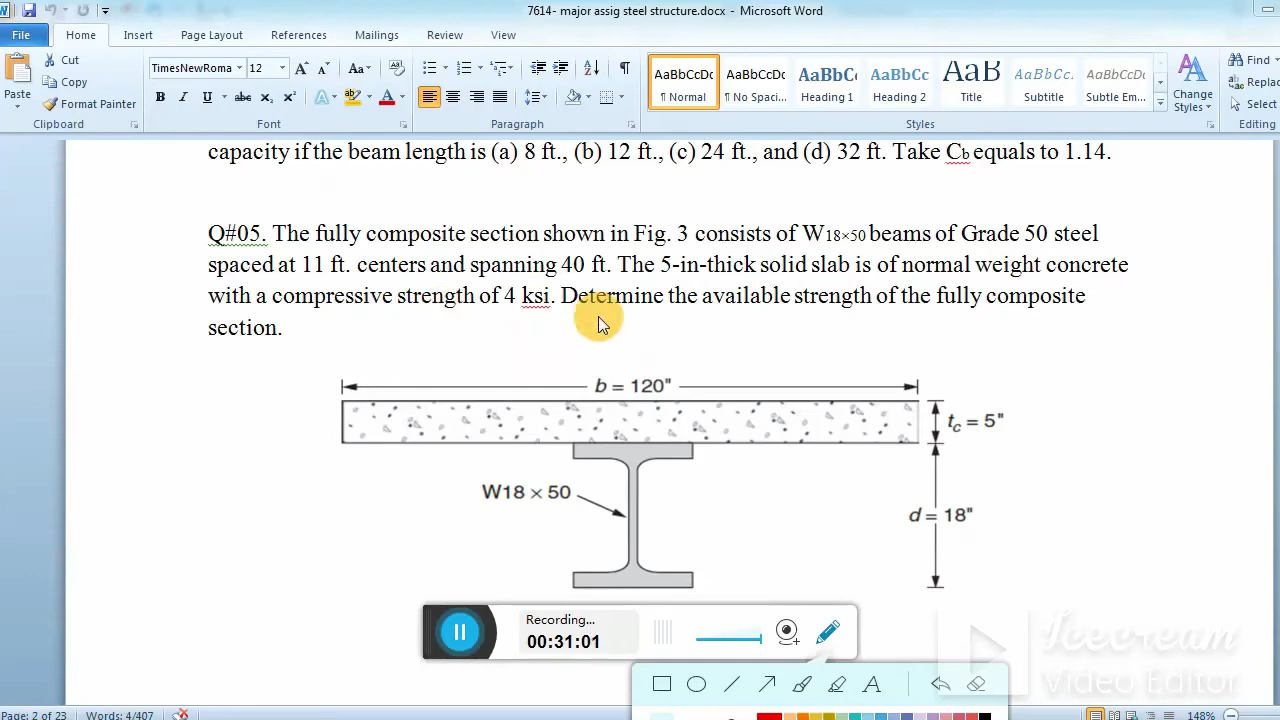 7614- major assig steel structure.docx - Microsoft Word
File Home Insert Page Layout References Mailings Review View
Cut
Copy
Format Painter
Paste
Clipboard
TimesNewRoma 12
Font
Paragraph
AaBbCcDc AaBbCcDc AaBbC AaBbCc AaB AaBbCc. AaBbCcDc
¶ Normal ¶ No Spaci... Heading 1 Heading 2 Title Subtitle Subtle Em...
Change Styles
Styles
Find
Replac
Select
Editing
capacity if the beam length is (a) 8 ft., (b) 12 ft., (c) 24 ft., and (d) 32 ft. Take Cb equals to 1.14.
Q#05. The fully composite section shown in Fig. 3 consists of W18×50 beams of Grade 50 steel
spaced at 11 ft. centers and spanning 40 ft. The 5-in-thick solid slab is of normal weight concrete
with a compressive strength of 4 ksi. Determine the available strength of the fully composite
section.
b = 120"
tc = 5"
W18 × 50
d = 18"
Recording...
00:31:01
Icecream
Video Editor
Page: 2 of 23 Words: 4/407 148%